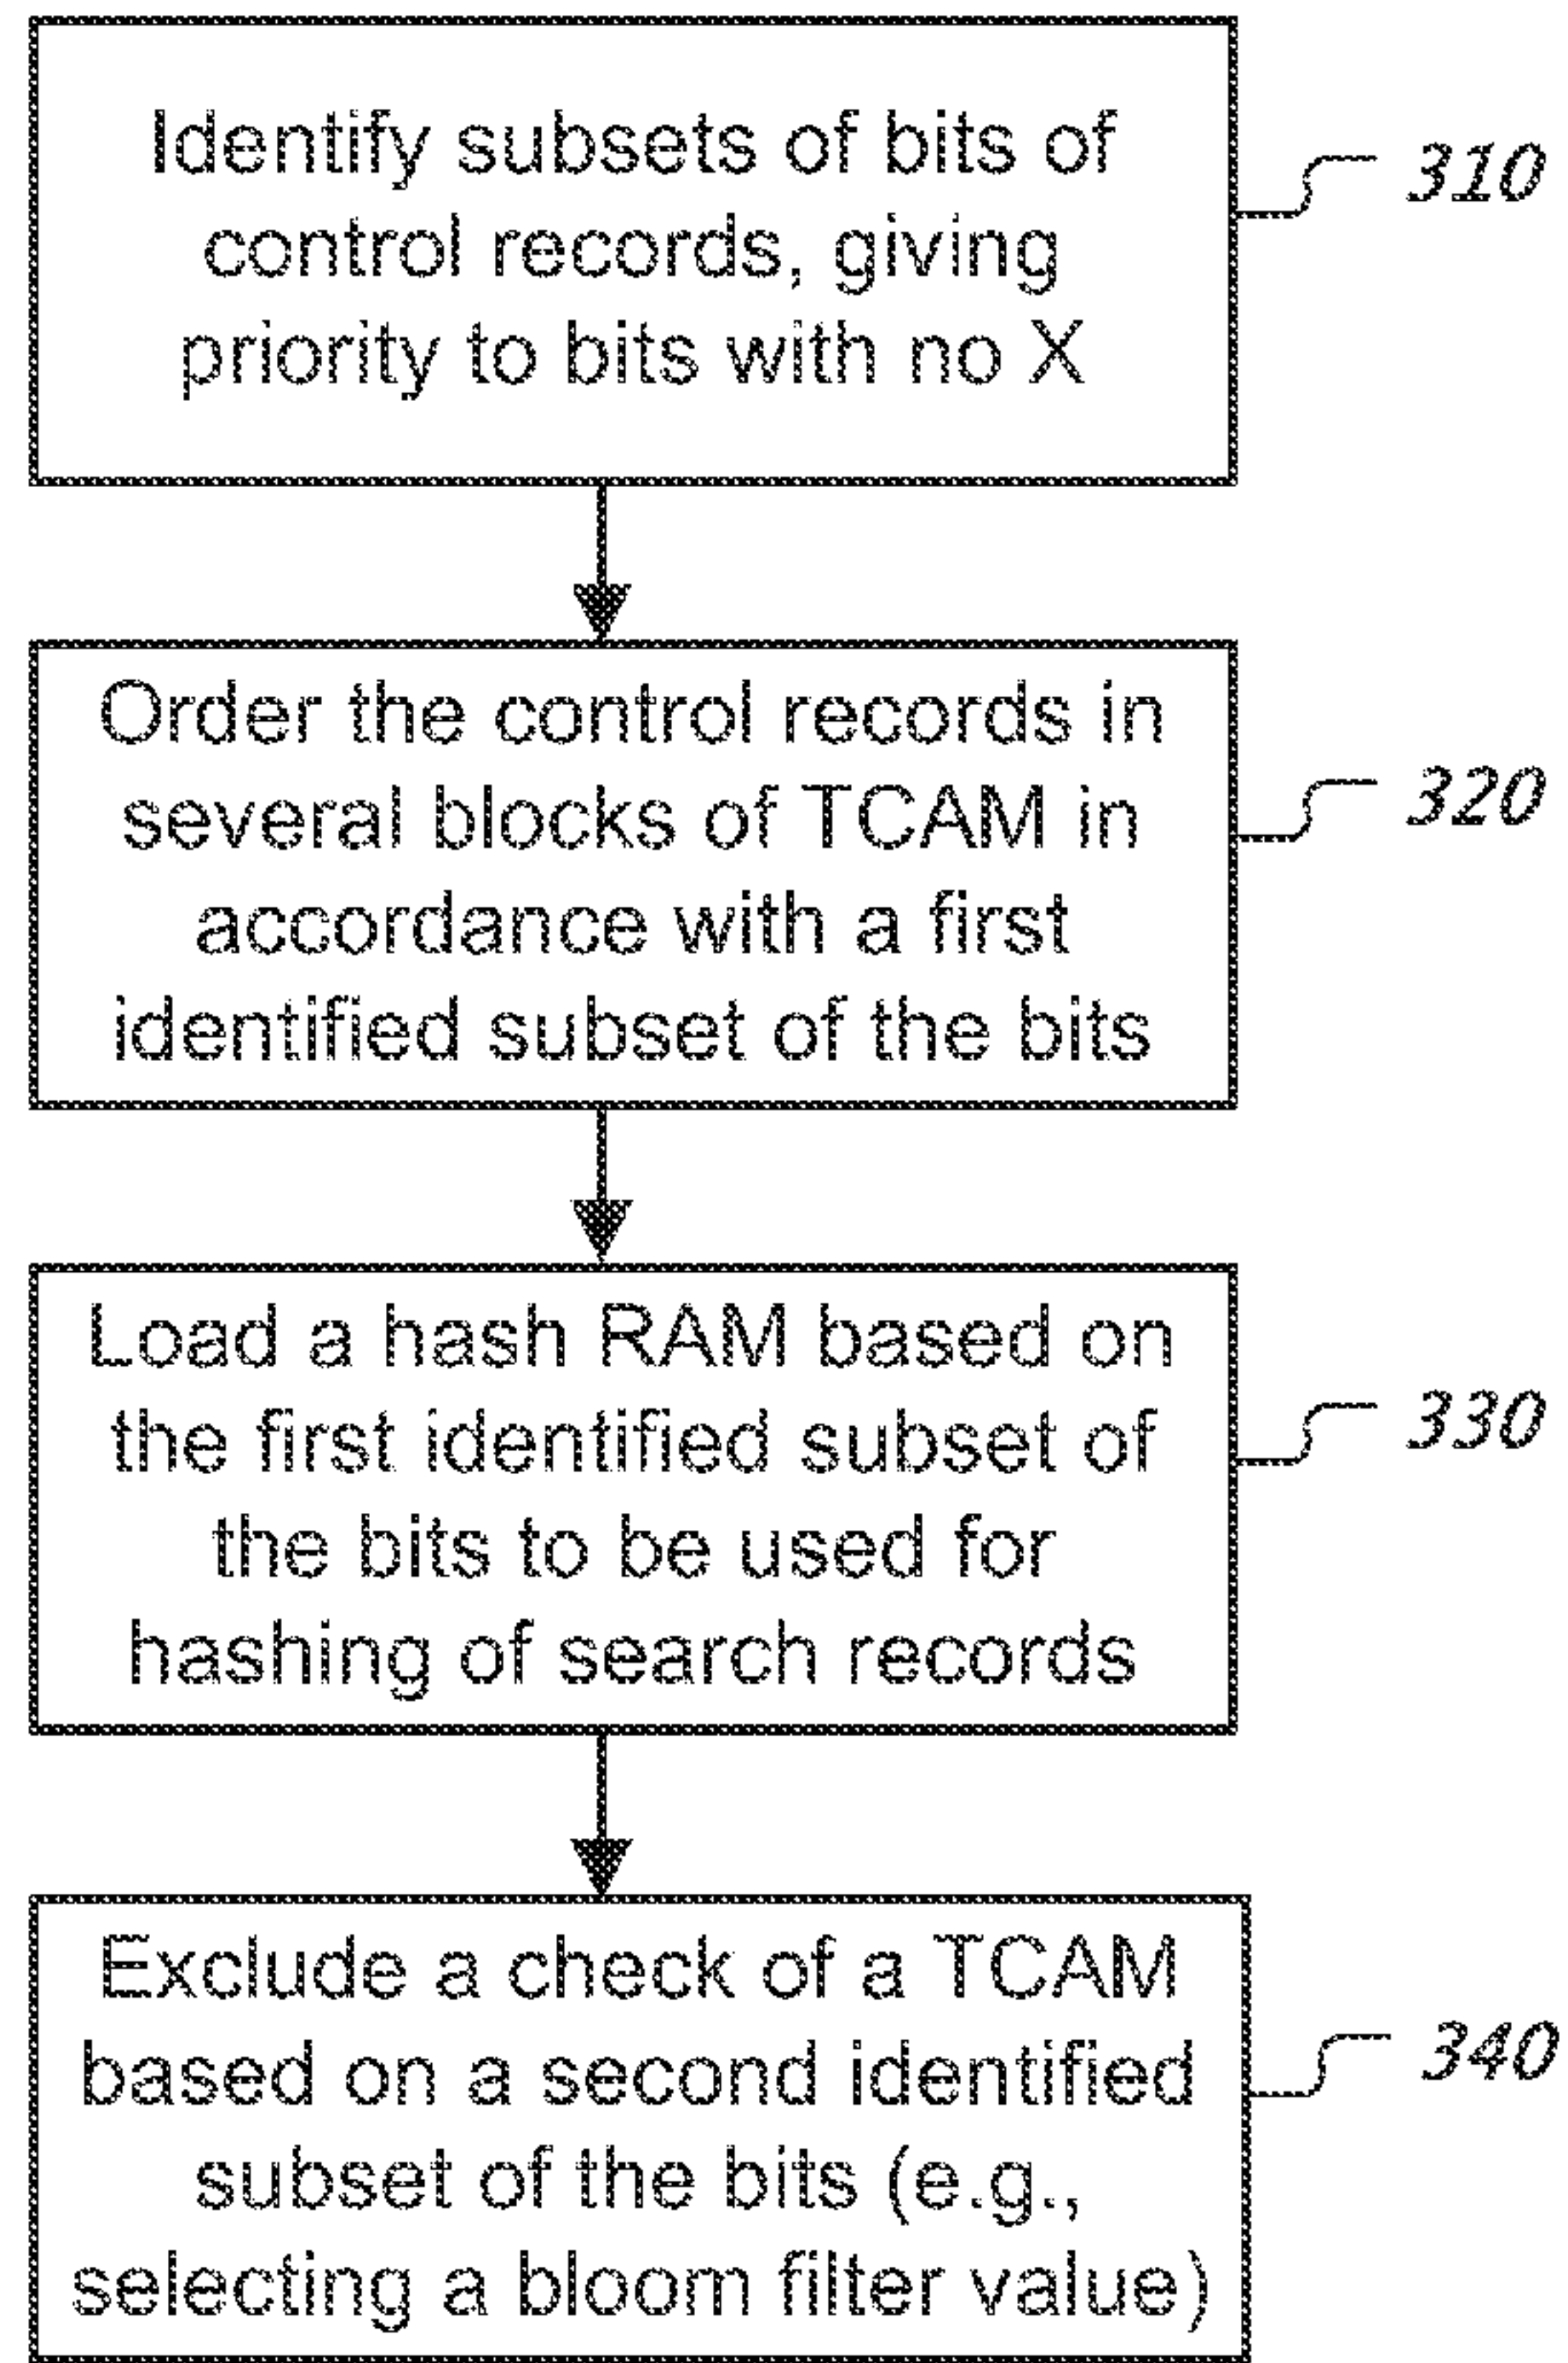 Identify subsets of bits of
control records, giving
priority to bits with no X
310
Order the control records in
several blocks of TCAM in
accordance with a first
identified subset of the bits
320
Load a hash RAM based on
the first identified subset of
the bits to be used for
hashing of search records
330
Exclude a check of a TCAM
based on a second identified
subset of the bits (e.g.,
selecting a bloom filter value)
340